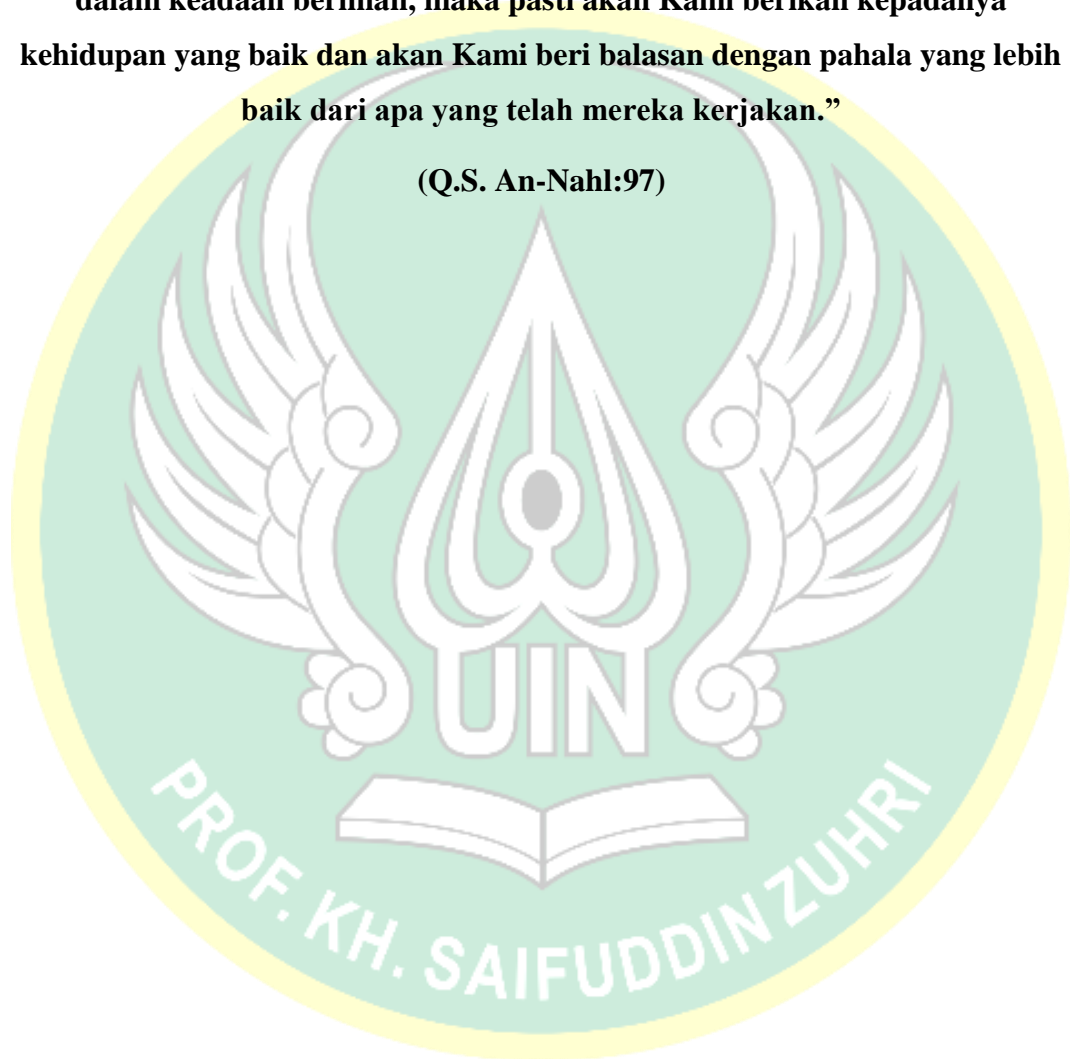 dalam keadaan beriman, maka pasti akan Kami berikan kepadanya
kehidupan yang baik dan akan Kami beri balasan dengan pahala yang lebih
baik dari apa yang telah mereka kerjakan.”
(Q.S. An-Nahl:97)
UIN
PROF. KH. SAIFUDDIN ZUHRI